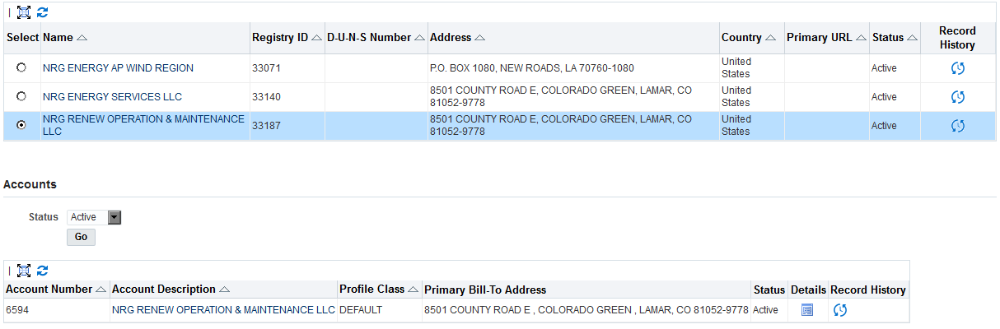 Select Name Registry ID D-U-N-S Number Address Country Primary URL Status Record History
NRG ENERGY AP WIND REGION 33071 P.O. BOX 1080, NEW ROADS, LA 70760-1080 United States Active
NRG ENERGY SERVICES LLC 33140 8501 COUNTY ROAD E, COLORADO GREEN, LAMAR, CO 81052-9778 United States Active
NRG RENEW OPERATION & MAINTENANCE LLC 33187 8501 COUNTY ROAD E, COLORADO GREEN, LAMAR, CO 81052-9778 United States Active
Accounts
Status Active
Go
Account Number Account Description Profile Class Primary Bill-To Address Status Details Record History
6594 NRG RENEW OPERATION & MAINTENANCE LLC DEFAULT 8501 COUNTY ROAD E , COLORADO GREEN , LAMAR, CO 81052-9778 Active